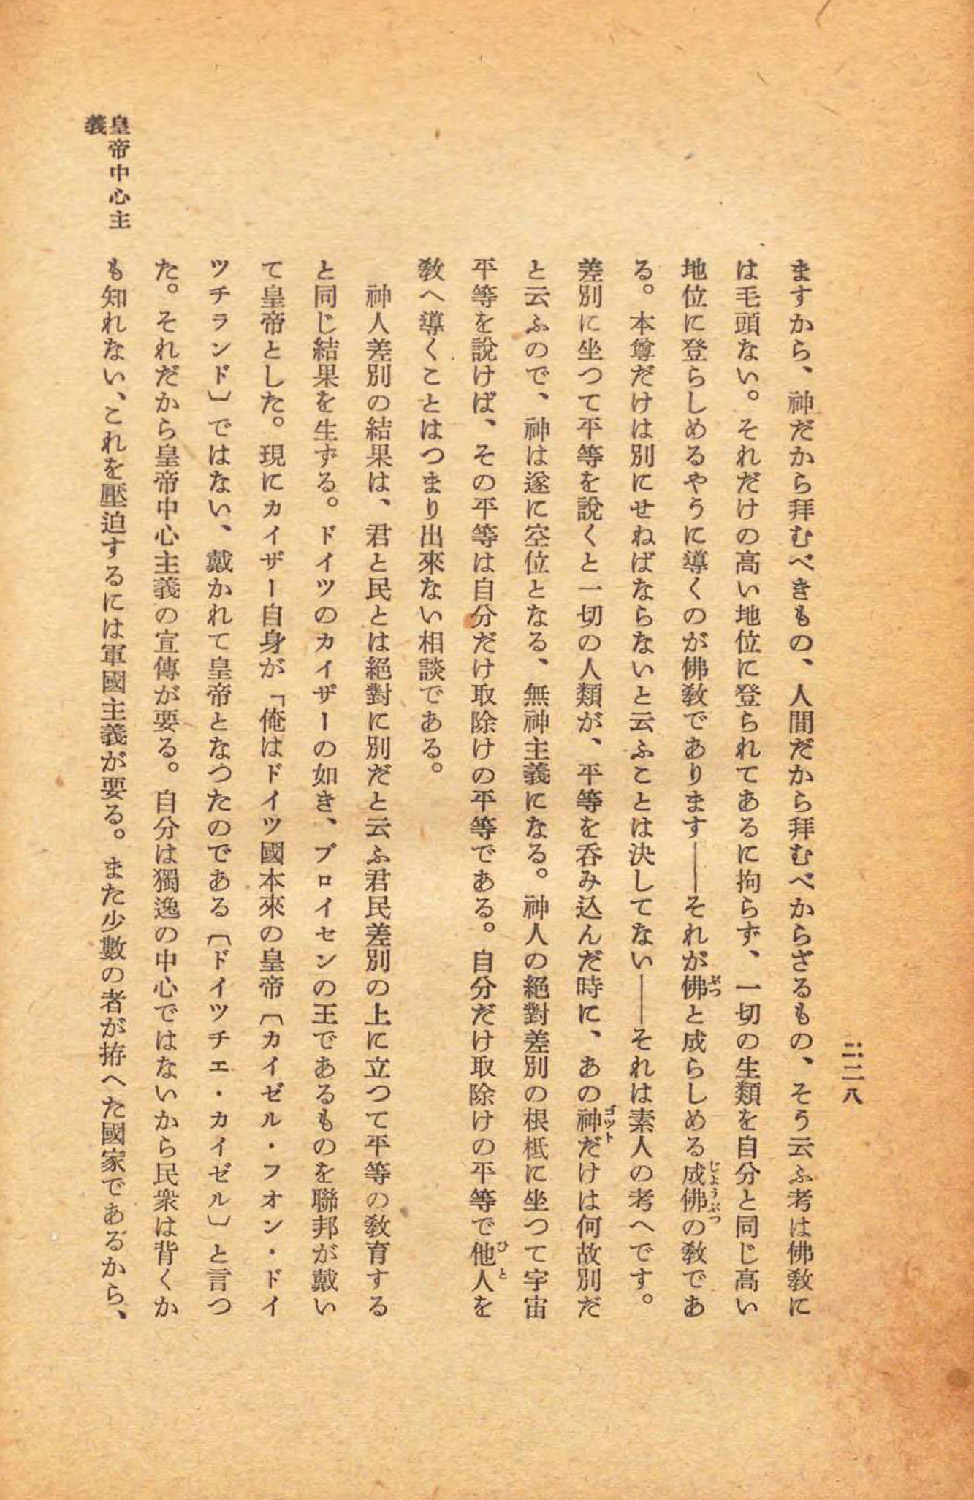 二二八
ますから、神だから拜むべきもの、人間だから拜むべからざるもの、そう云ふ考は佛敎に
は毛頭ない。それだけの高い地位に登られてあるに拘らず、一切の生類を自分と同じ高い
地位に登らしめるやうに導くのが佛敎であります――それが佛と成らしめる成佛の敎であ
る。本尊だけは別にせねばならないと云ふことは決してない――それは素人の考へです。
差別に坐つて平等を說くと一切の人類が、平等を呑み込んだ時に、あの神だけは何故別だ
と云ふので、神は遂に空位となる、無神主義になる。神人の絕對差別の根柢に坐つて宇宙
平等を說けば、その平等は自分だけ取除けの平等である。自分だけ取除けの平等で他人を
敎へ導くことはつまり出來ない相談である。
神人差別の結果は、君と民とは絕對に別だと云ふ君民差別の上に立つて平等の敎育する
と同じ結果を生ずる。ドイツのカイザーの如き、プロイセンの王であるものを聯邦が戴い
て皇帝とした。現にカイザー自身が「俺はドイツ國本來の皇帝〔カイゼル・フオン・ドイ
ツチランド〕ではない、戴かれて皇帝となつたのである〔ドイツチエ・カイゼル〕と言つ
た。それだから皇帝中心主義の宣傳が要る。自分は獨逸の中心ではないから民衆は背くか
も知れない、これを壓迫するには軍國主義が要る。また少數の者が拵へた國家であるから、
皇帝中心主
義